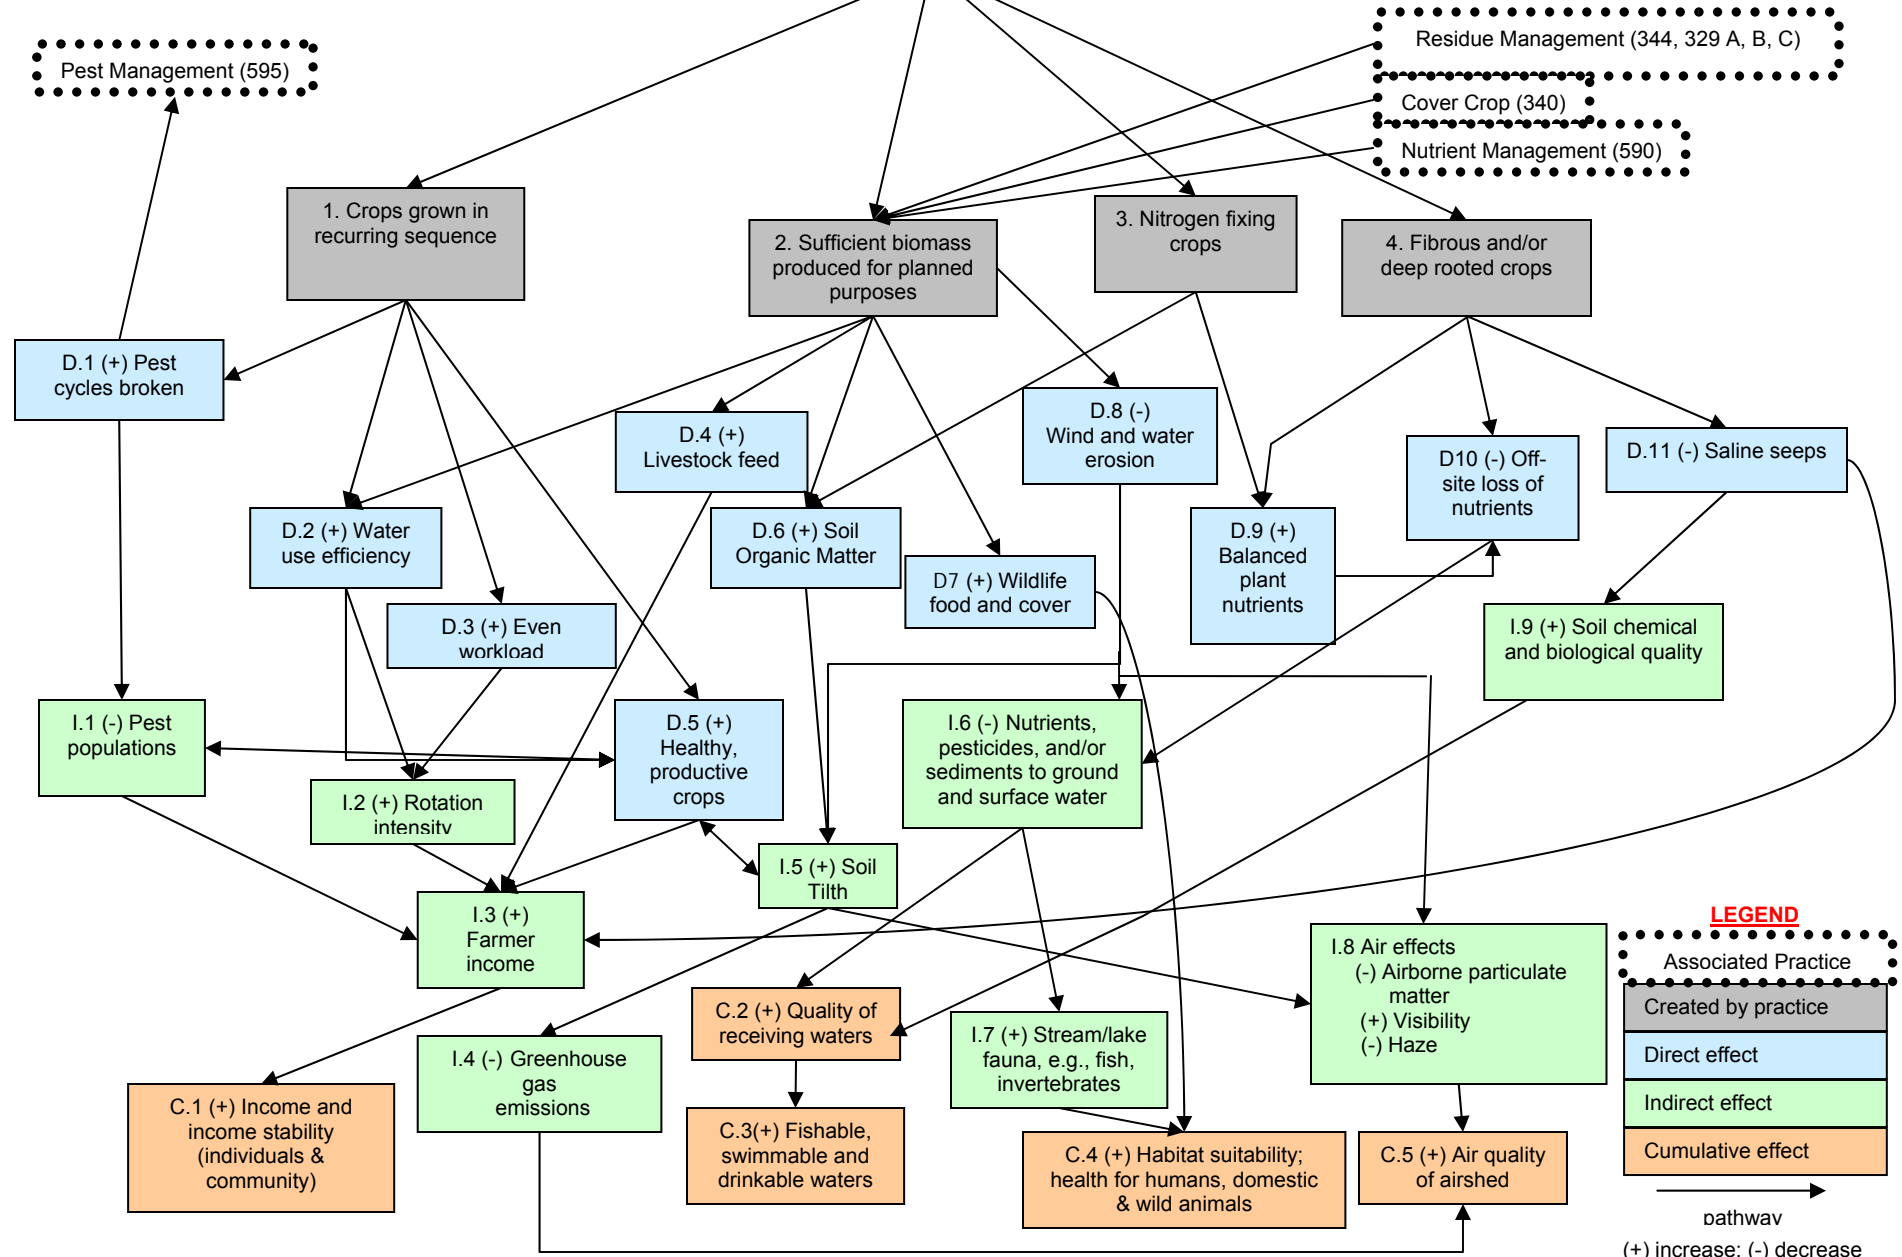 Pest Management (595)
Residue Management (344, 329 A, B, C)
Cover Crop (340)
Nutrient Management (590)
1. Crops grown in
recurring sequence
2. Sufficient biomass
produced for planned
purposes
3. Nitrogen fixing
crops
4. Fibrous and/or
deep rooted crops
D.1 (+) Pest
cycles broken
D.4 (+)
Livestock feed
D.8 (-)
Wind and water
erosion
D10 (-) Off-
site loss of
nutrients
D.11 (-) Saline seeps
D.2 (+) Water
use efficiency
D.6 (+) Soil
Organic Matter
D7 (+) Wildlife
food and cover
D.9 (+)
Balanced
plant
nutrients
D.3 (+) Even
workload
I.9 (+) Soil chemical
and biological quality
I.1 (-) Pest
populations
D.5 (+)
Healthy,
productive
crops
I.6 (-) Nutrients,
pesticides, and/or
sediments to ground
and surface water
I.2 (+) Rotation
intensity
I.5 (+) Soil
Tilth
I.3 (+)
Farmer
income
I.8 Air effects
(-) Airborne particulate
matter
(+) Visibility
(-) Haze
C.2 (+) Quality of
receiving waters
I.7 (+) Stream/lake
fauna, e.g., fish,
invertebrates
I.4 (-) Greenhouse
gas
emissions
C.1 (+) Income and
income stability
(individuals &
community)
C.3(+) Fishable,
swimmable and
drinkable waters
C.4 (+) Habitat suitability;
health for humans, domestic
& wild animals
C.5 (+) Air quality
of airshed
LEGEND
Associated Practice
Created by practice
Direct effect
Indirect effect
Cumulative effect
pathway
(+) increase; (-) decrease